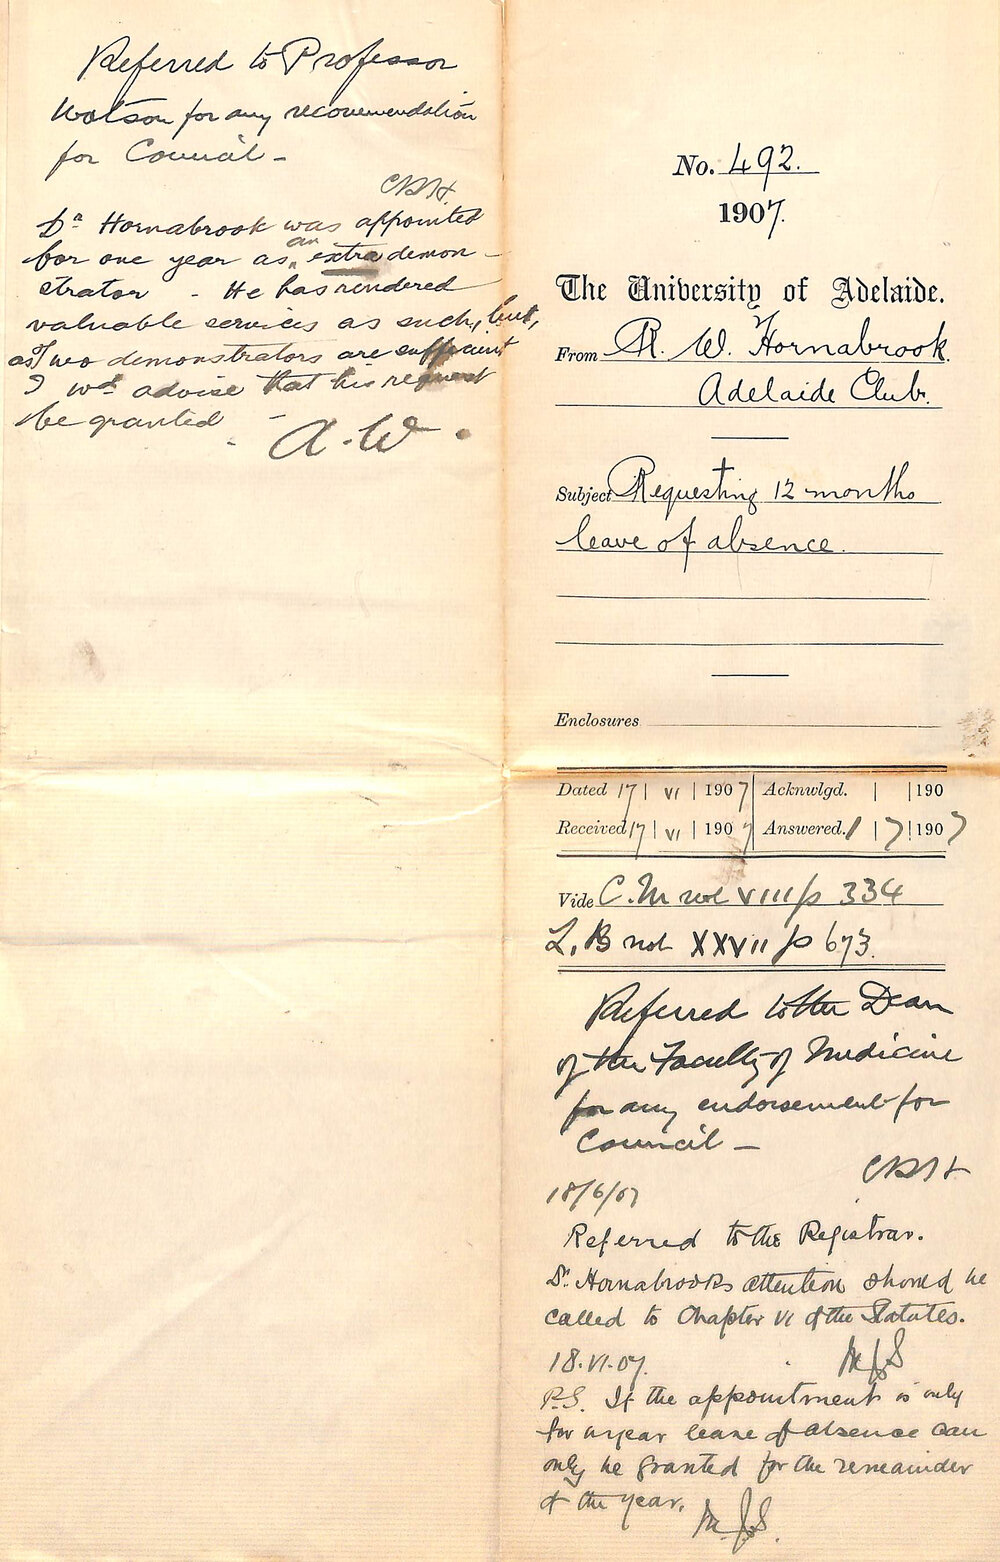 Referred to Professor
Watson for any recommendation
for Council –
CRH
Dr Hornabrook was appointed
for one year as an extra demon-
strator - He has rendered
valuable services as such, but,
as two demonstrators are sufficient
I wd advise that his request
be granted -
A.W.
No. 492.
1907.
The University of Adelaide.
From R. W. Hornabrook.
Adelaide Club.
Subject Requesting 12 months
leave of absence.
Enclosures
Dated 17 | VI | 1907 Acknwlgd. | | 190
Received 17 | VI | 1907 Answered. 1 | 7 | 1907
Vide C.M vol VIII p 334
L.B vol XXVII p 673.
Referred to the Dean
of the Faculty of Medicine
for any endorsement for
Council –
18/6/07
Referred to the Registrar.
Dr. Hornabrook's attention should be
called to Chapter VI of the Statutes.
18.VI.07.
P.S. If the appointment is only
for a year leave of absence can
only be granted for the remainder
of the year.